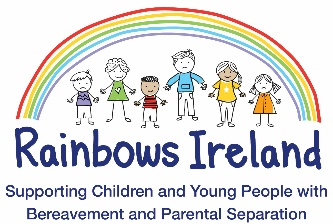 Rainbows Ireland
Supporting Children and Young People with
Bereavement and Parental Separation